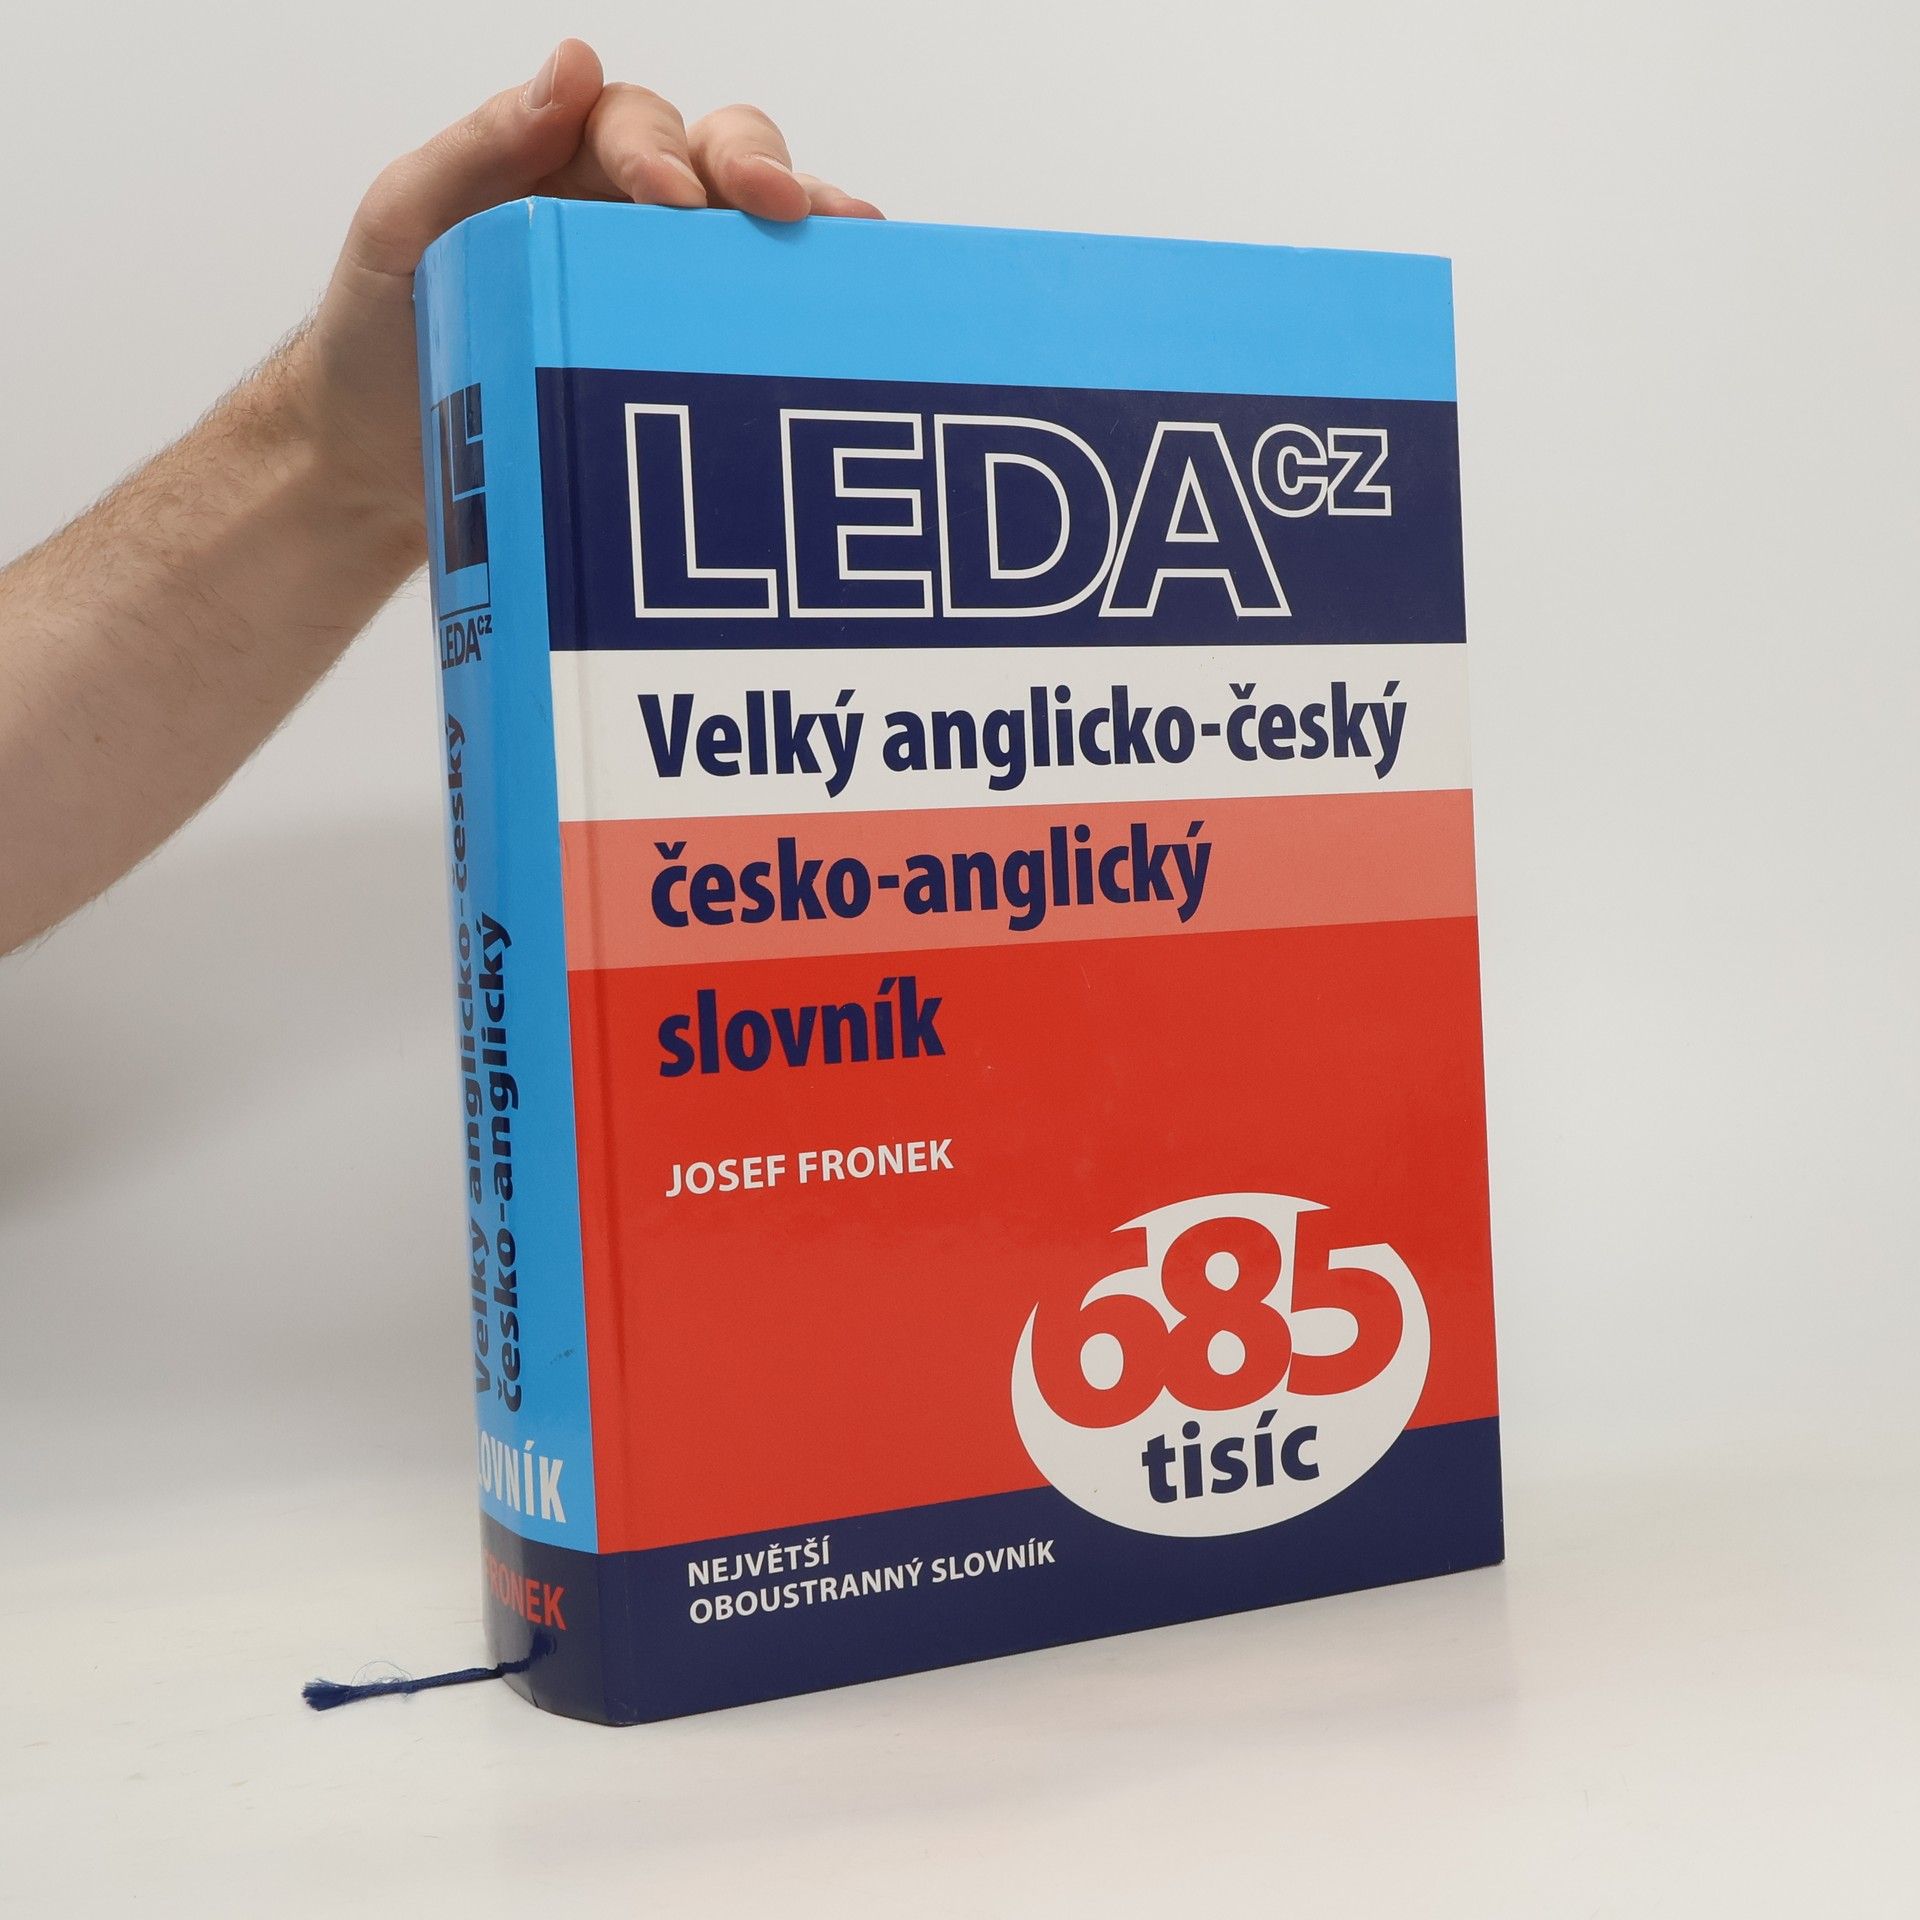 LEDA CZ
Velký anglicko-český
česko-anglický
slovník
JOSEF FRONEK
685
tisíc
NEJVĚTŠÍ
OBOUSTRANNÝ SLOVNÍK
LEDA CZ
Velký anglicko-český
česko-anglický
LOVNÍK
FRONEK